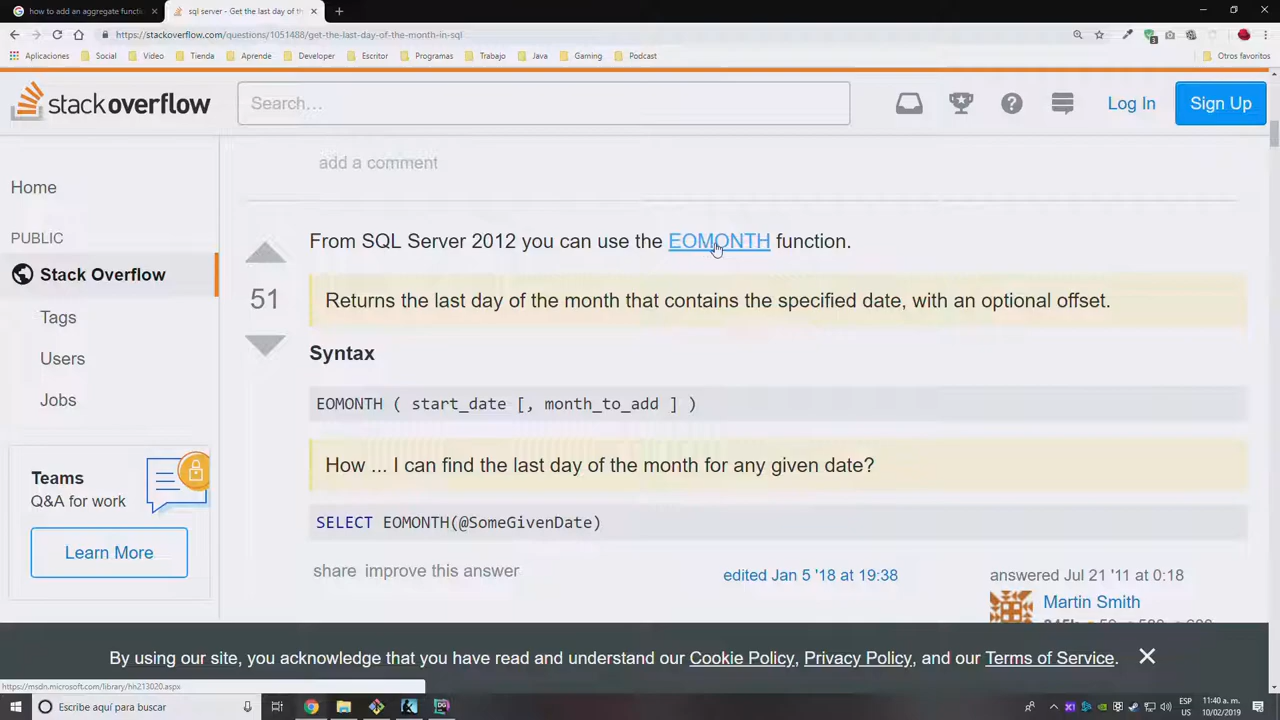 how to add an aggregate functi
sql server - Get the last day of th
https://stackoverflow.com/questions/1051488/get-the-last-day-of-the-month-in-sql
Aplicaciones
Social
Video
Tienda
Aprende
Developer
Escritor
Programas
Trabajo
Java
Gaming
Podcast
Otros favoritos
stackoverflow
Search…
Log In
Sign Up
Home
PUBLIC
Stack Overflow
Tags
Users
Jobs
Teams
Q&A for work
Learn More
add a comment
From SQL Server 2012 you can use the EOMONTH function.
51
Returns the last day of the month that contains the specified date, with an optional offset.
Syntax
EOMONTH ( start_date [, month_to_add ] )
How ... I can find the last day of the month for any given date?
SELECT EOMONTH(@SomeGivenDate)
share improve this answer
edited Jan 5 '18 at 19:38
answered Jul 21 '11 at 0:18
Martin Smith
By using our site, you acknowledge that you have read and understand our Cookie Policy, Privacy Policy, and our Terms of Service.
https://msdn.microsoft.com/library/hh213020.aspx
Escribe aquí para buscar
ESP
US
11:40 a. m.
10/02/2019